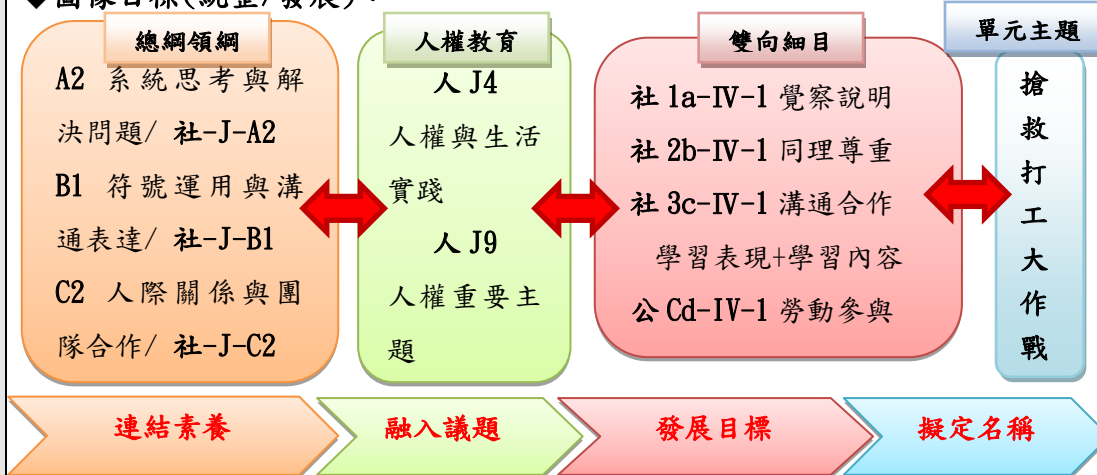 ◆團隊目標(統整/發展)：
總綱領綱
A2 系統思考與解
決問題/ 社-J-A2
B1 符號運用與溝
通表達/ 社-J-B1
C2 人際關係與團
隊合作/ 社-J-C2
人權教育
人 J4
人權與生活
實踐
人 J9
人權重要主
題
雙向細目
社 1a-Ⅳ-1 覺察說明
社 2b-Ⅳ-1 同理尊重
社 3c-Ⅳ-1 溝通合作
學習表現+學習內容
公 Cd-IV-1 勞動參與
單元主題
搶
救
打
工
大
作
戰
連結素養
融入議題
發展目標
擬定名稱